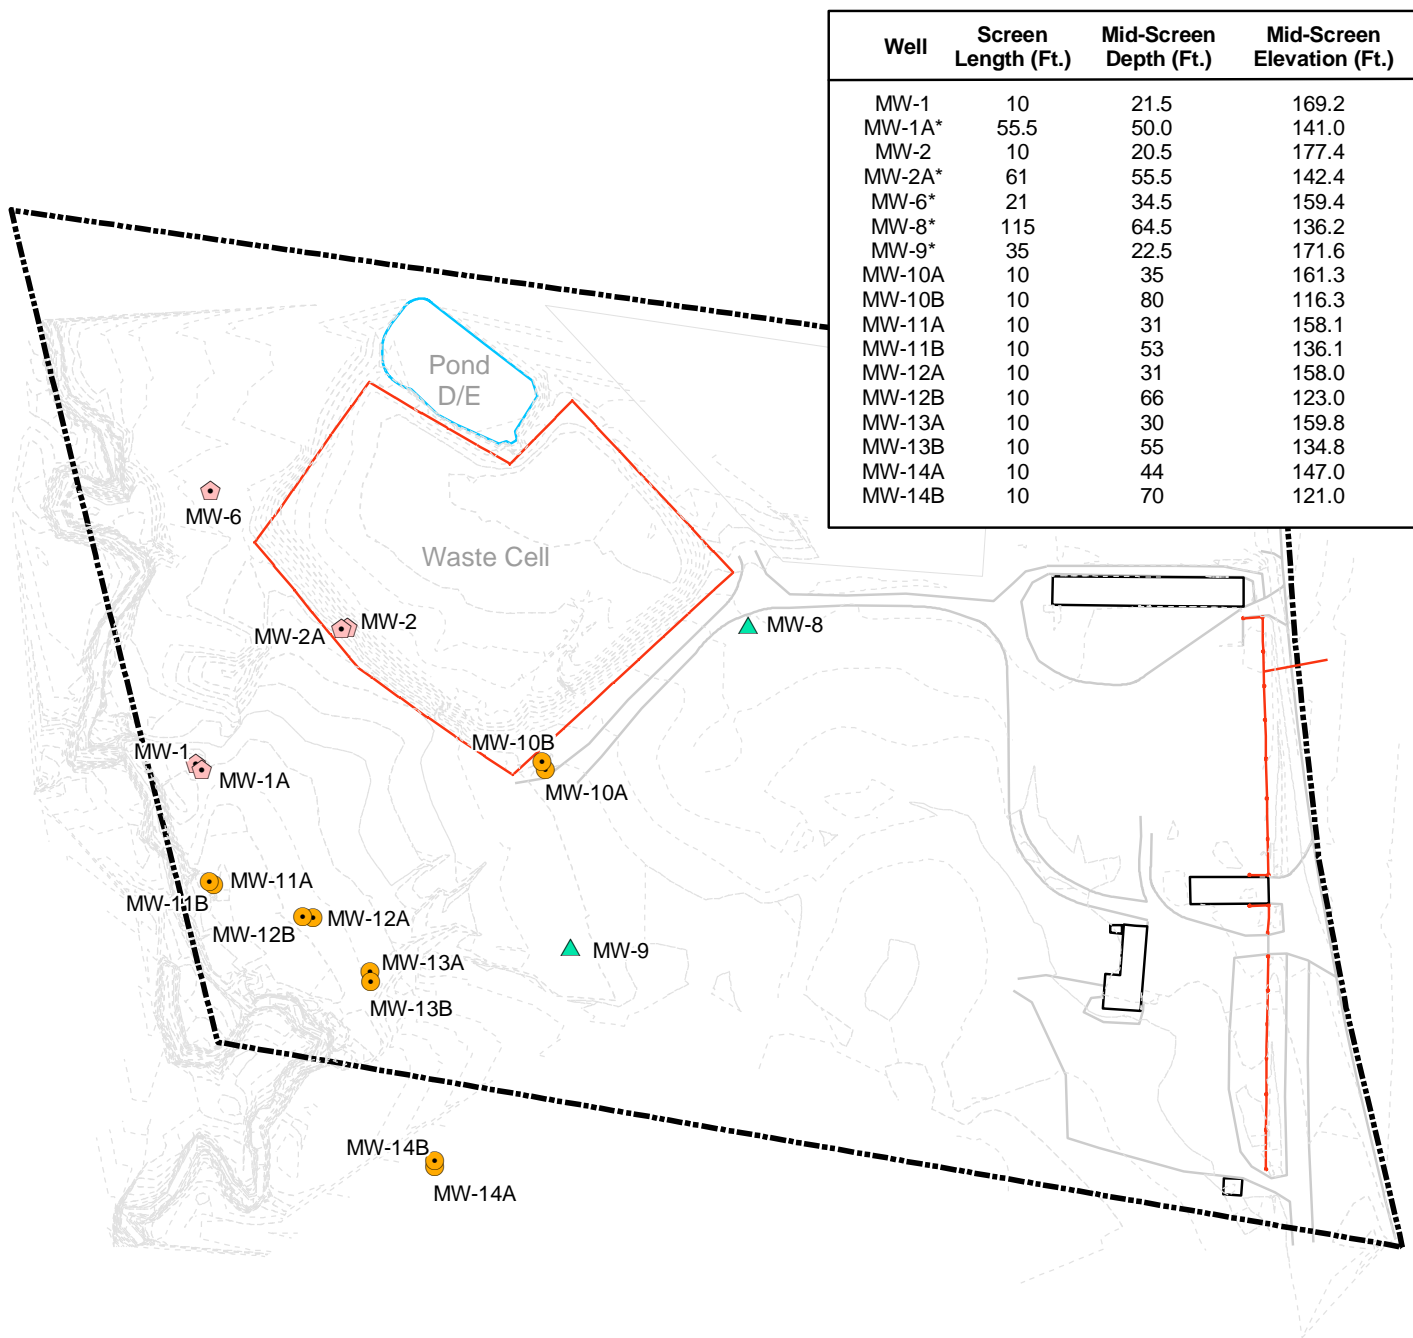 Well Screen Length (Ft.) Mid-Screen Depth (Ft.) Mid-Screen Elevation (Ft.)
MW-1 10 21.5 169.2
MW-1A* 55.5 50.0 141.0
MW-2 10 20.5 177.4
MW-2A* 61 55.5 142.4
MW-6* 21 34.5 159.4
MW-8* 115 64.5 136.2
MW-9* 35 22.5 171.6
MW-10A 10 35 161.3
MW-10B 10 80 116.3
MW-11A 10 31 158.1
MW-11B 10 53 136.1
MW-12A 10 31 158.0
MW-12B 10 66 123.0
MW-13A 10 30 159.8
MW-13B 10 55 134.8
MW-14A 10 44 147.0
MW-14B 10 70 121.0
Pond
D/E
MW-6
Waste Cell
MW-2
MW-2A
MW-8
MW-10B
MW-1
MW-1A
MW-10A
MW-11A
MW-11B
MW-12A
MW-12B
MW-9
MW-13A
MW-13B
MW-14B
MW-14A